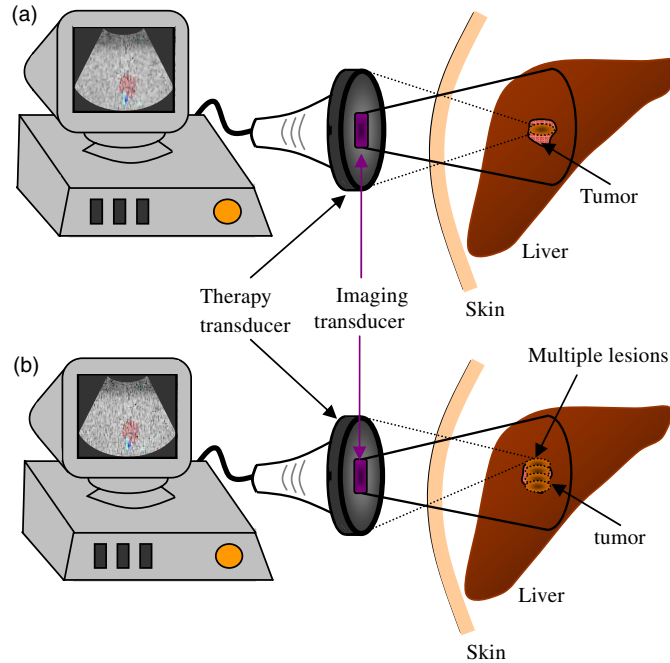 (a)
Tumor
Liver
Therapy
transducer
Imaging
transducer
Skin
(b)
Multiple lesions
tumor
Liver
Skin